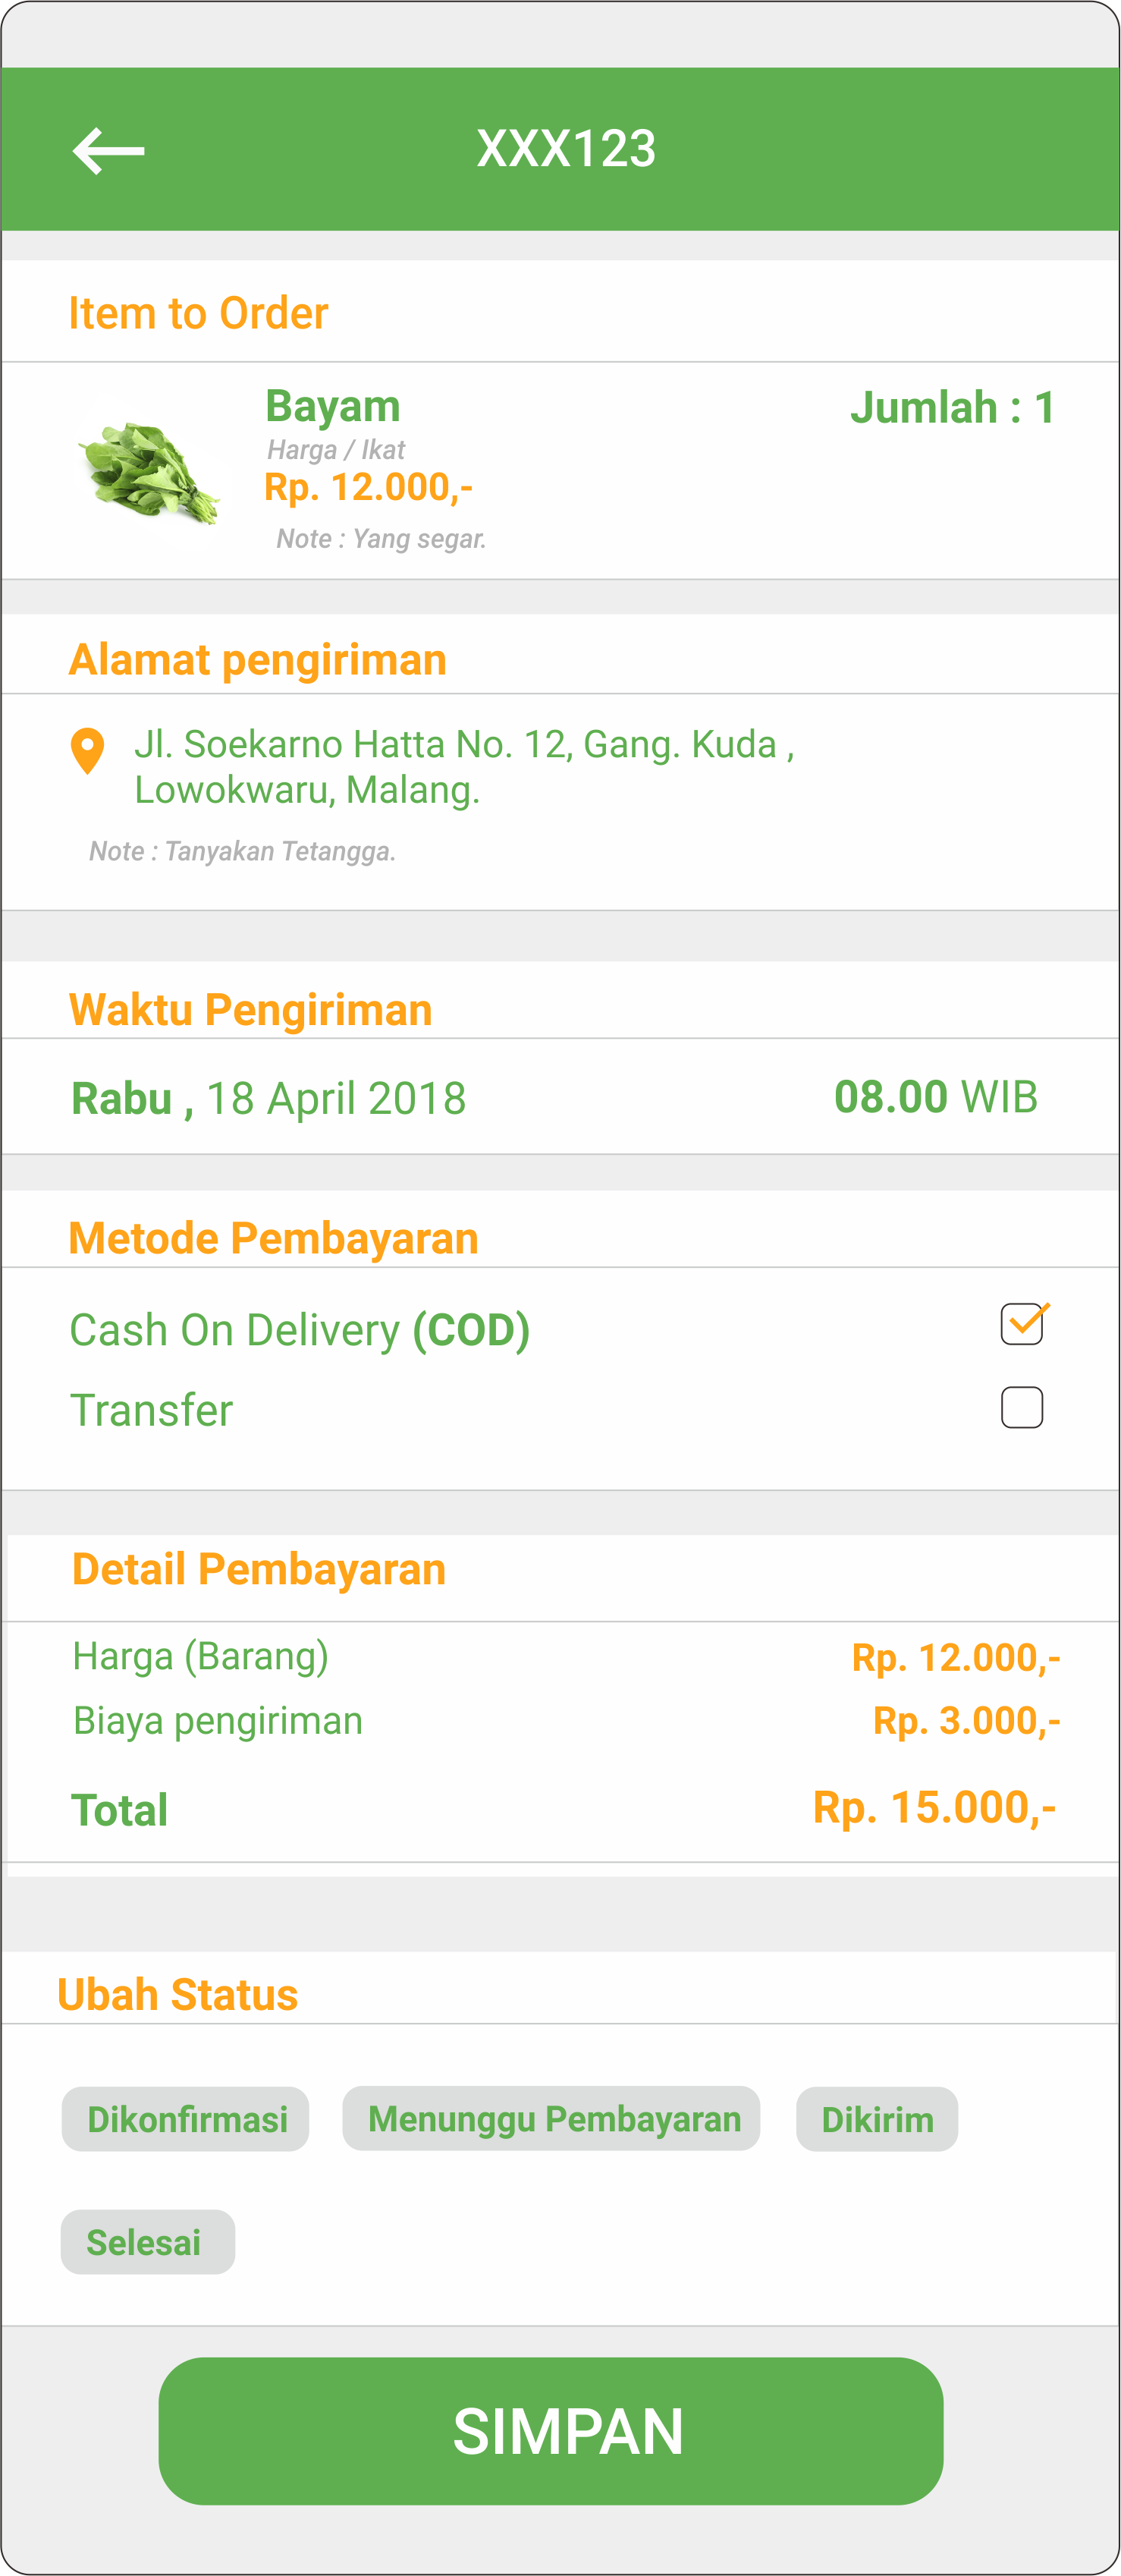 XXX123
Item to Order
Bayam
Jumlah : 1
Harga / Ikat
Rp. 12.000,-
Note : Yang segar.
Alamat pengiriman
Jl. Soekarno Hatta No. 12, Gang. Kuda ,
Lowokwaru, Malang.
Note : Tanyakan Tetangga.
Waktu Pengiriman
Rabu , 18 April 2018
08.00 WIB
Metode Pembayaran
Cash On Delivery (COD)
Transfer
Detail Pembayaran
Harga (Barang)
Rp. 12.000,-
Biaya pengiriman
Rp. 3.000,-
Total
Rp. 15.000,-
Ubah Status
Dikonfirmasi
Menunggu Pembayaran
Dikirim
Selesai
SIMPAN